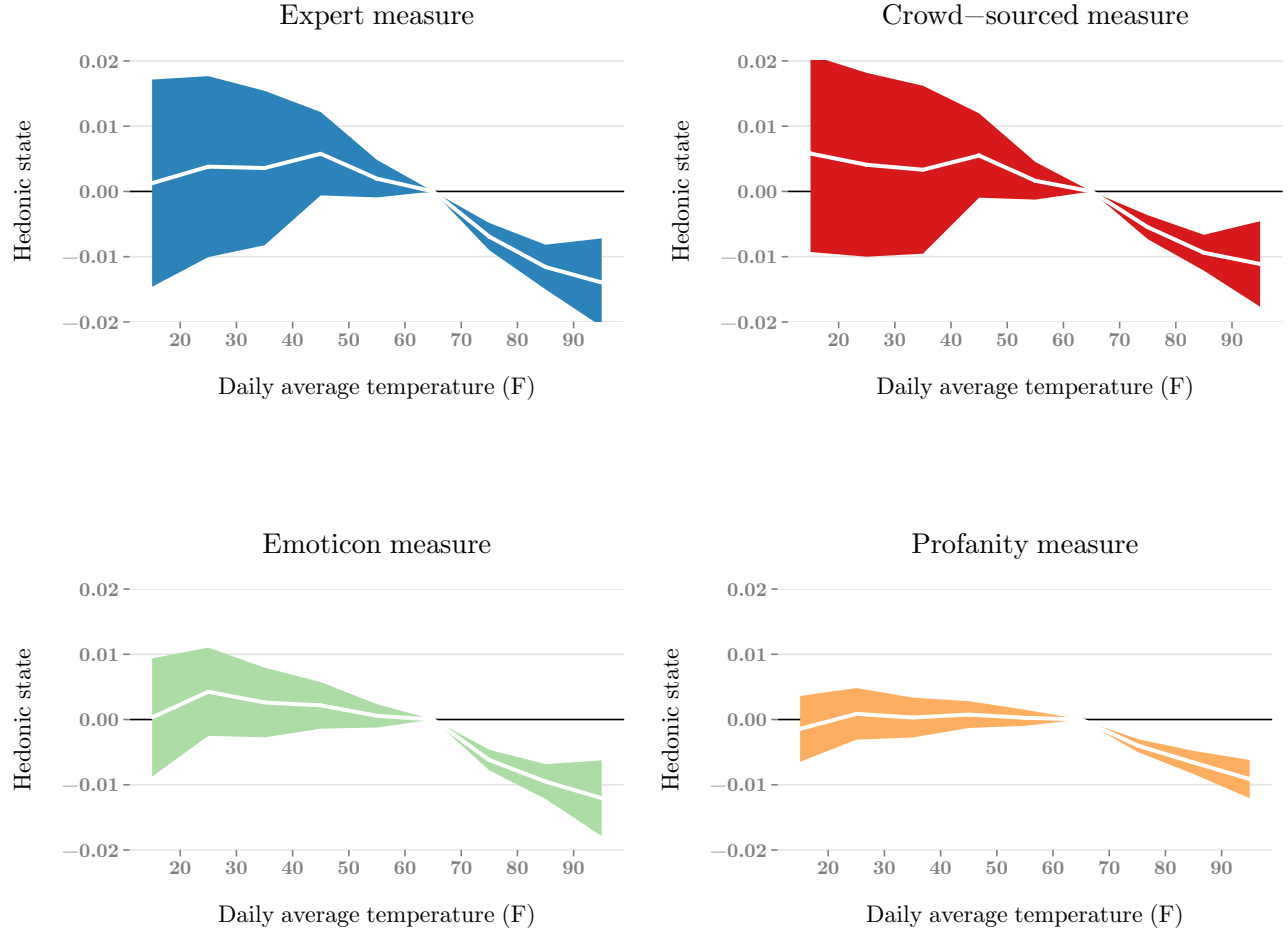 Expert measure
0.02
0.01
0.00
−0.01
−0.02
Hedonic state
20 30 40 50 60 70 80 90
Daily average temperature (F)
Crowd−sourced measure
0.02
0.01
0.00
−0.01
−0.02
Hedonic state
20 30 40 50 60 70 80 90
Daily average temperature (F)
Emoticon measure
0.02
0.01
0.00
−0.01
−0.02
Hedonic state
20 30 40 50 60 70 80 90
Daily average temperature (F)
Profanity measure
0.02
0.01
0.00
−0.01
−0.02
Hedonic state
20 30 40 50 60 70 80 90
Daily average temperature (F)